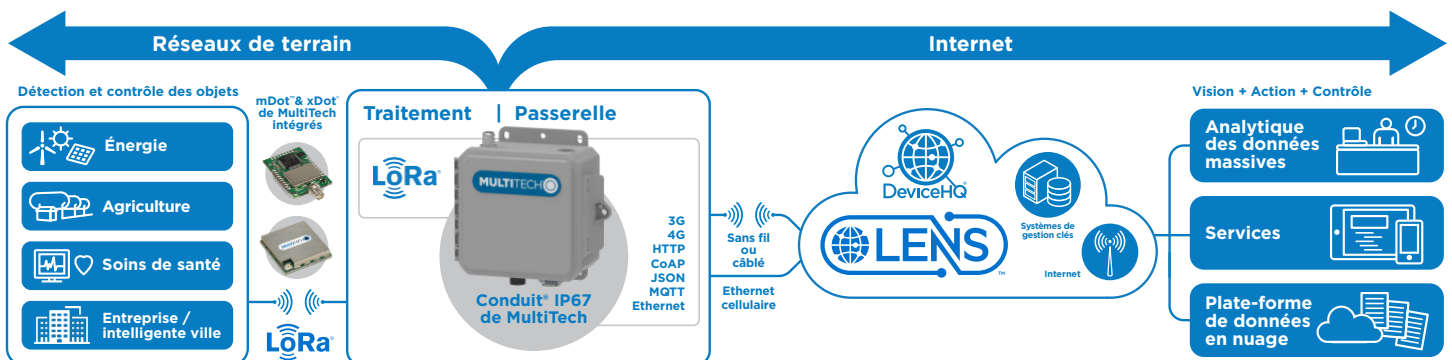 Réseaux de terrain
Internet
Détection et contrôle des objets
Énergie
Agriculture
Soins de santé
Entreprise /
intelligente ville
mDot™ & xDot®
de MultiTech
intégrés
MULTITECH
LoRa®
Traitement | Passerelle
LoRa®
MULTITECH
Conduit® IP67
de MultiTech
3G
4G
HTTP
CoAP
JSON
MQTT
Ethernet
Sans fil
ou
câblé
Ethernet
cellulaire
DeviceHQ®
LENS™
Systèmes de
gestion clés
Internet
Vision + Action + Contrôle
Analytique
des données
massives
Services
Plate-forme
de données
en nuage